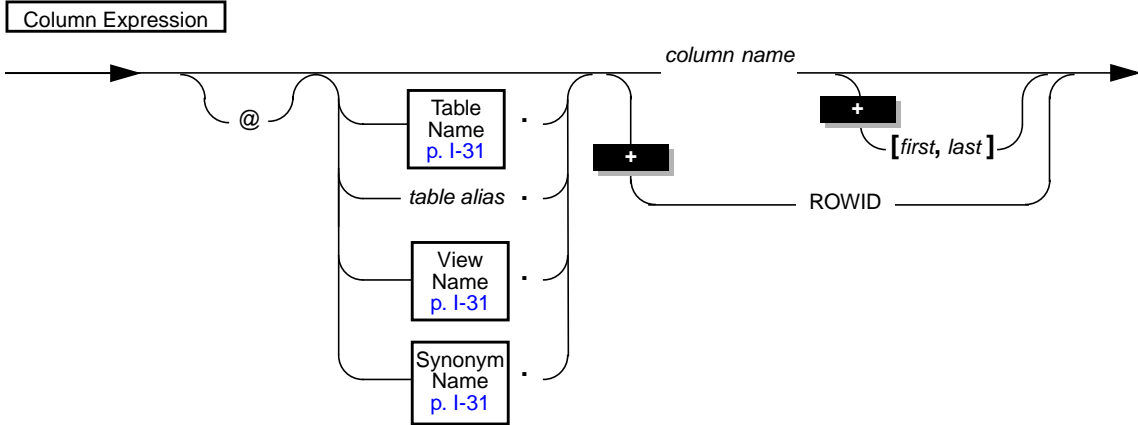 Column Expression
column name
@
Table
Name
p. I-31
.
+
[first, last ]
+
table alias .
ROWID
View
Name
p. I-31
.
Synonym
Name
p. I-31
.